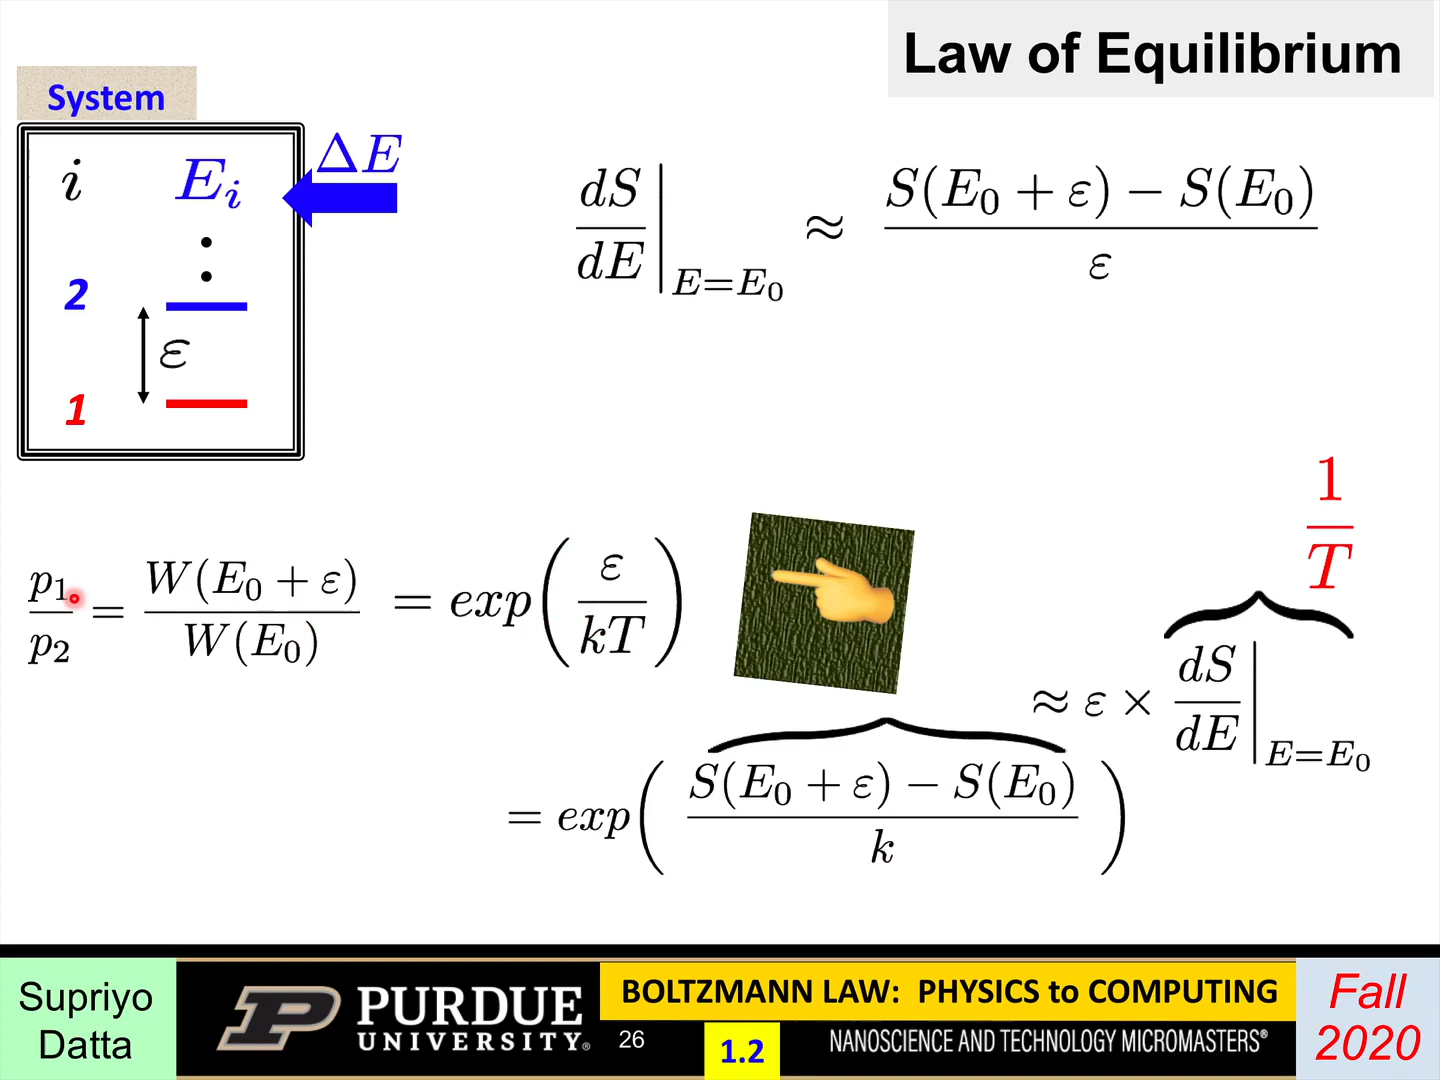 Law of Equilibrium
System
i E_i
ΔE
2
ε
1
dS/dE |_{E=E_0} ≈ (S(E_0 + ε) − S(E_0))/ε
1/T
p_1/p_2 = W(E_0 + ε)/W(E_0) = exp(ε/kT)
≈ ε × dS/dE |_{E=E_0}
= exp((S(E_0 + ε) − S(E_0))/k)
Supriyo
Datta
PURDUE
UNIVERSITY®
26
BOLTZMANN LAW: PHYSICS to COMPUTING
1.2
NANOSCIENCE AND TECHNOLOGY MICROMASTERS®
Fall
2020